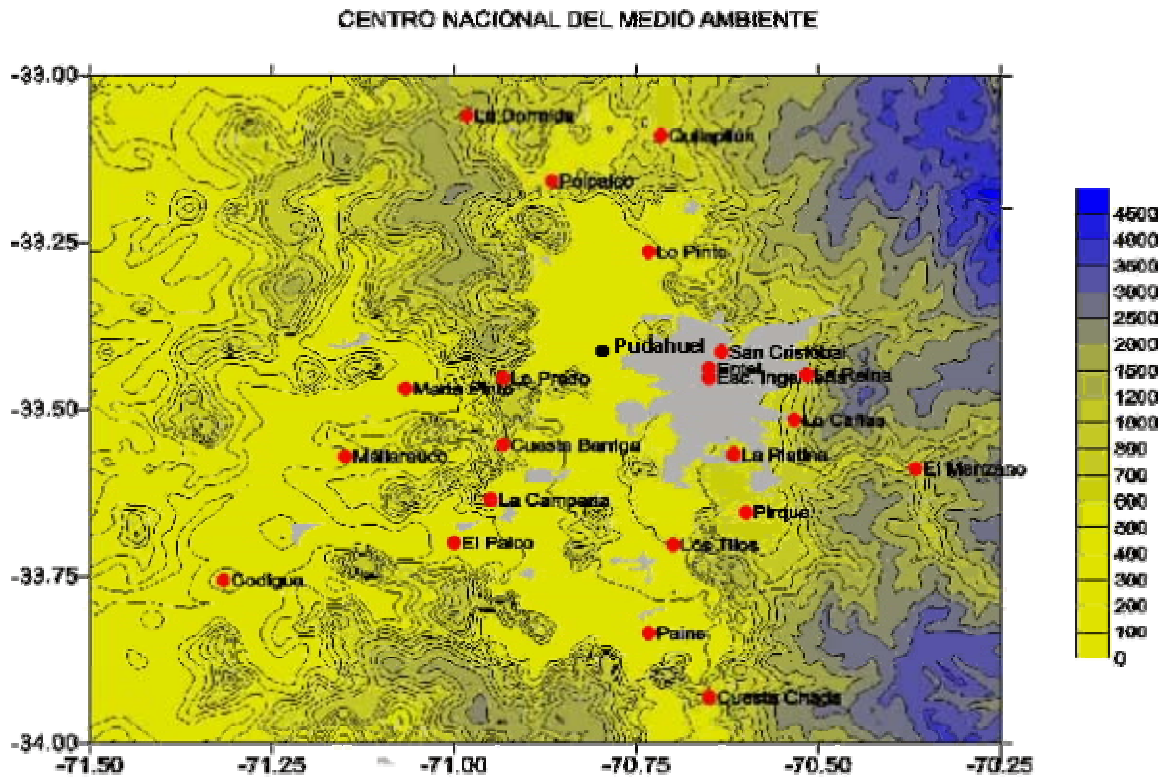 CENTRO NACIONAL DEL MEDIO AMBIENTE
-33.00
La Dormida
Quilapilún
Polpaico
4500
4000
3500
3000
2500
2000
1500
1200
1000
800
700
600
500
400
300
200
100
0
-33.25
Lo Pinto
Pudahuel
San Cristobal
Lo Prado
La Reina
Maria Pinto
-33.50
Lo Cañas
Cuesta Barriga
La Platina
Mallarauco
El Manzano
La Campana
Pirque
El Paico
Los Tilos
-33.75
Codigua
Paine
Cuesta Chada
-34.00
-71.50
-71.25
-71.00
-70.75
-70.50
-70.25